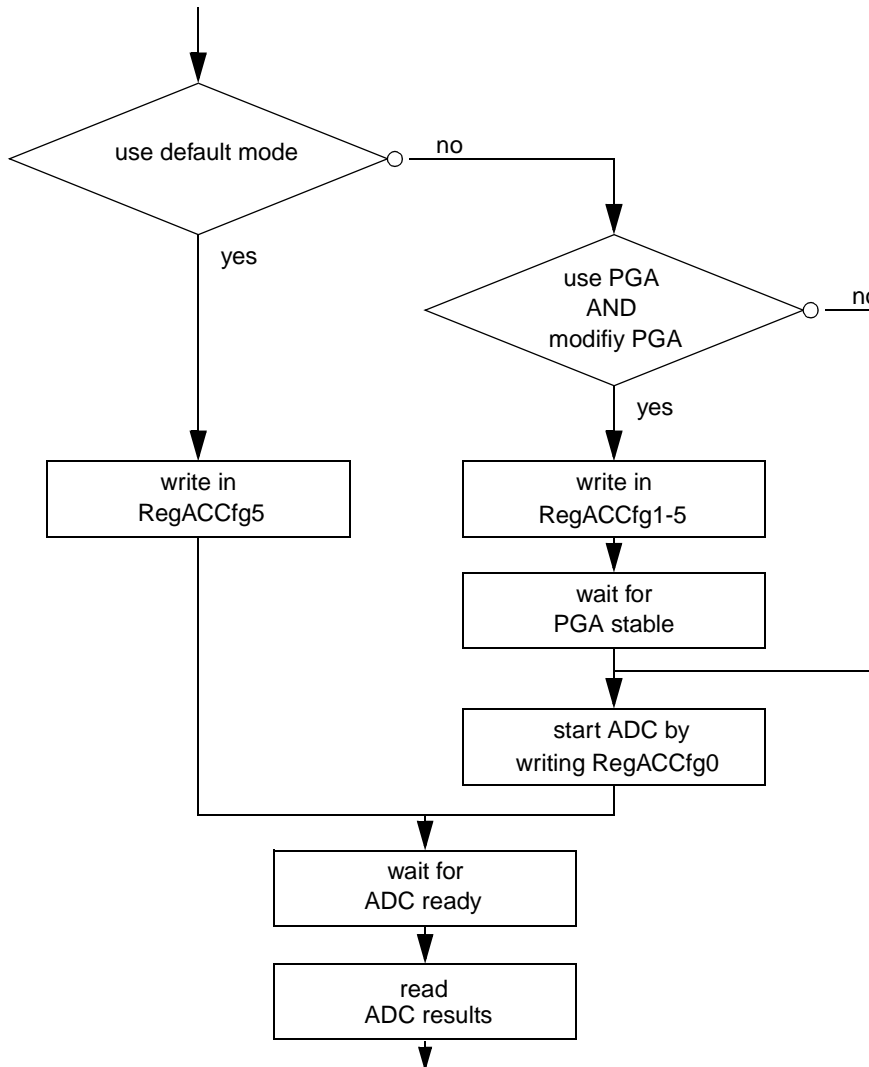 use default mode
no
yes
use PGA
AND
modifiy PGA
no
yes
write in
RegACCfg5
write in
RegACCfg1-5
wait for
PGA stable
start ADC by
writing RegACCfg0
wait for
ADC ready
read
ADC results